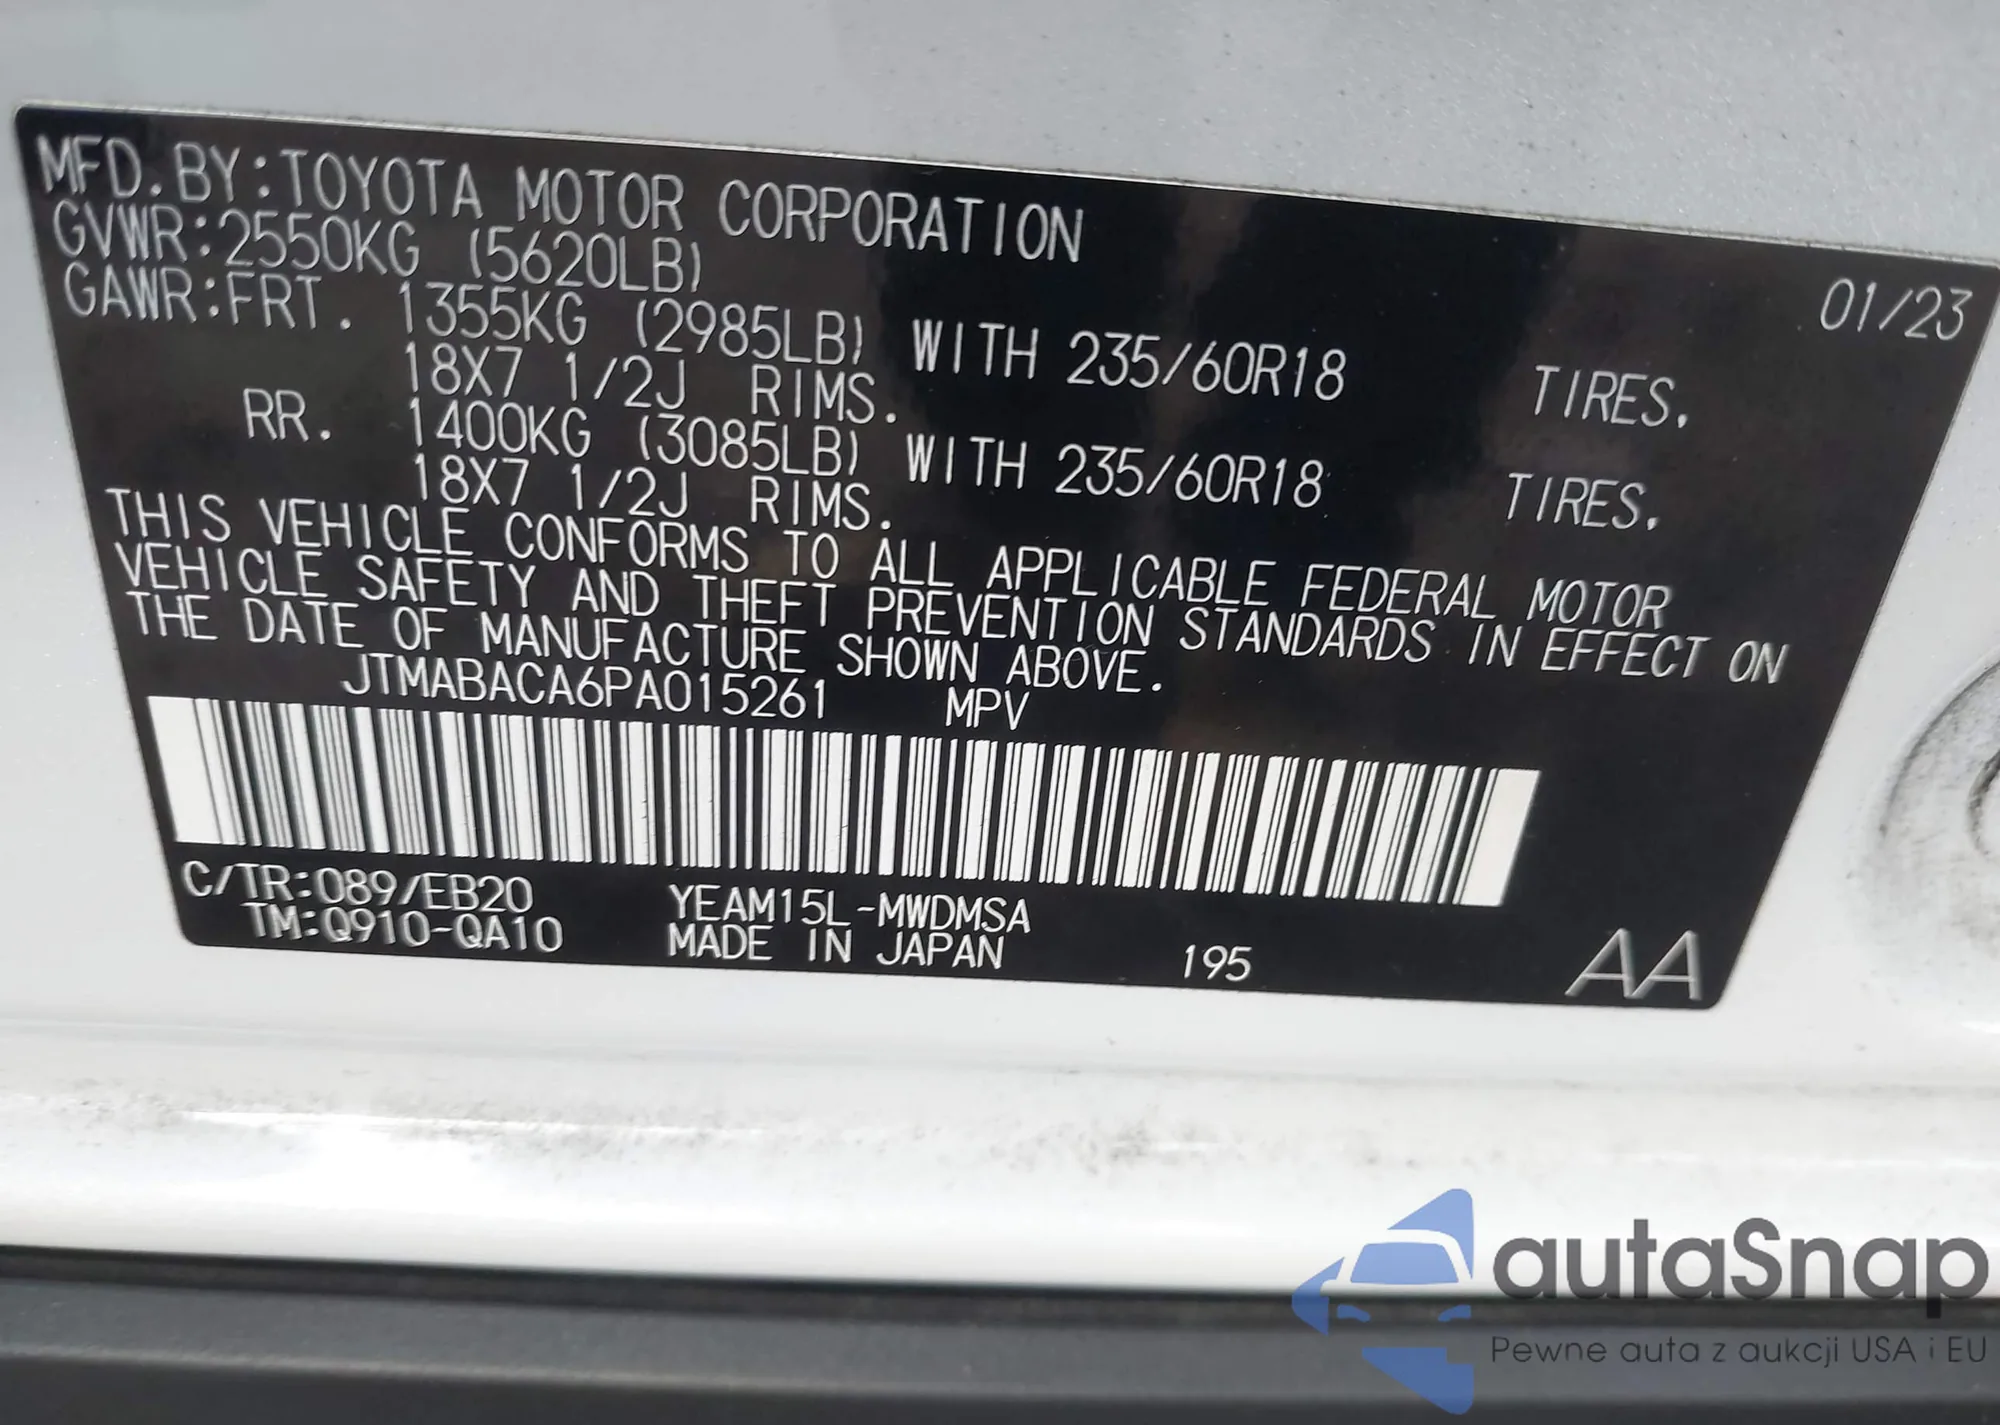 MFD. BY:TOYOTA MOTOR CORPORATION 01/23
GVWR:2550KG (5620LB)
GAWR:FRT. 1355KG (2985LB) WITH 235/60R18 TIRES,
18X7 1/2J RIMS.
RR. 1400KG (3085LB) WITH 235/60R18 TIRES,
18X7 1/2J RIMS.
THIS VEHICLE CONFORMS TO ALL APPLICABLE FEDERAL MOTOR
VEHICLE SAFETY AND THEFT PREVENTION STANDARDS IN EFFECT ON
THE DATE OF MANUFACTURE SHOWN ABOVE.
JTMABACA6PA015261 MPV
C/TR:089/EB20 YEAM15L-MWDMSA
TM:Q910-QA10 MADE IN JAPAN 195 AA
autaSnap
Pewne auta z aukcji USA i EU